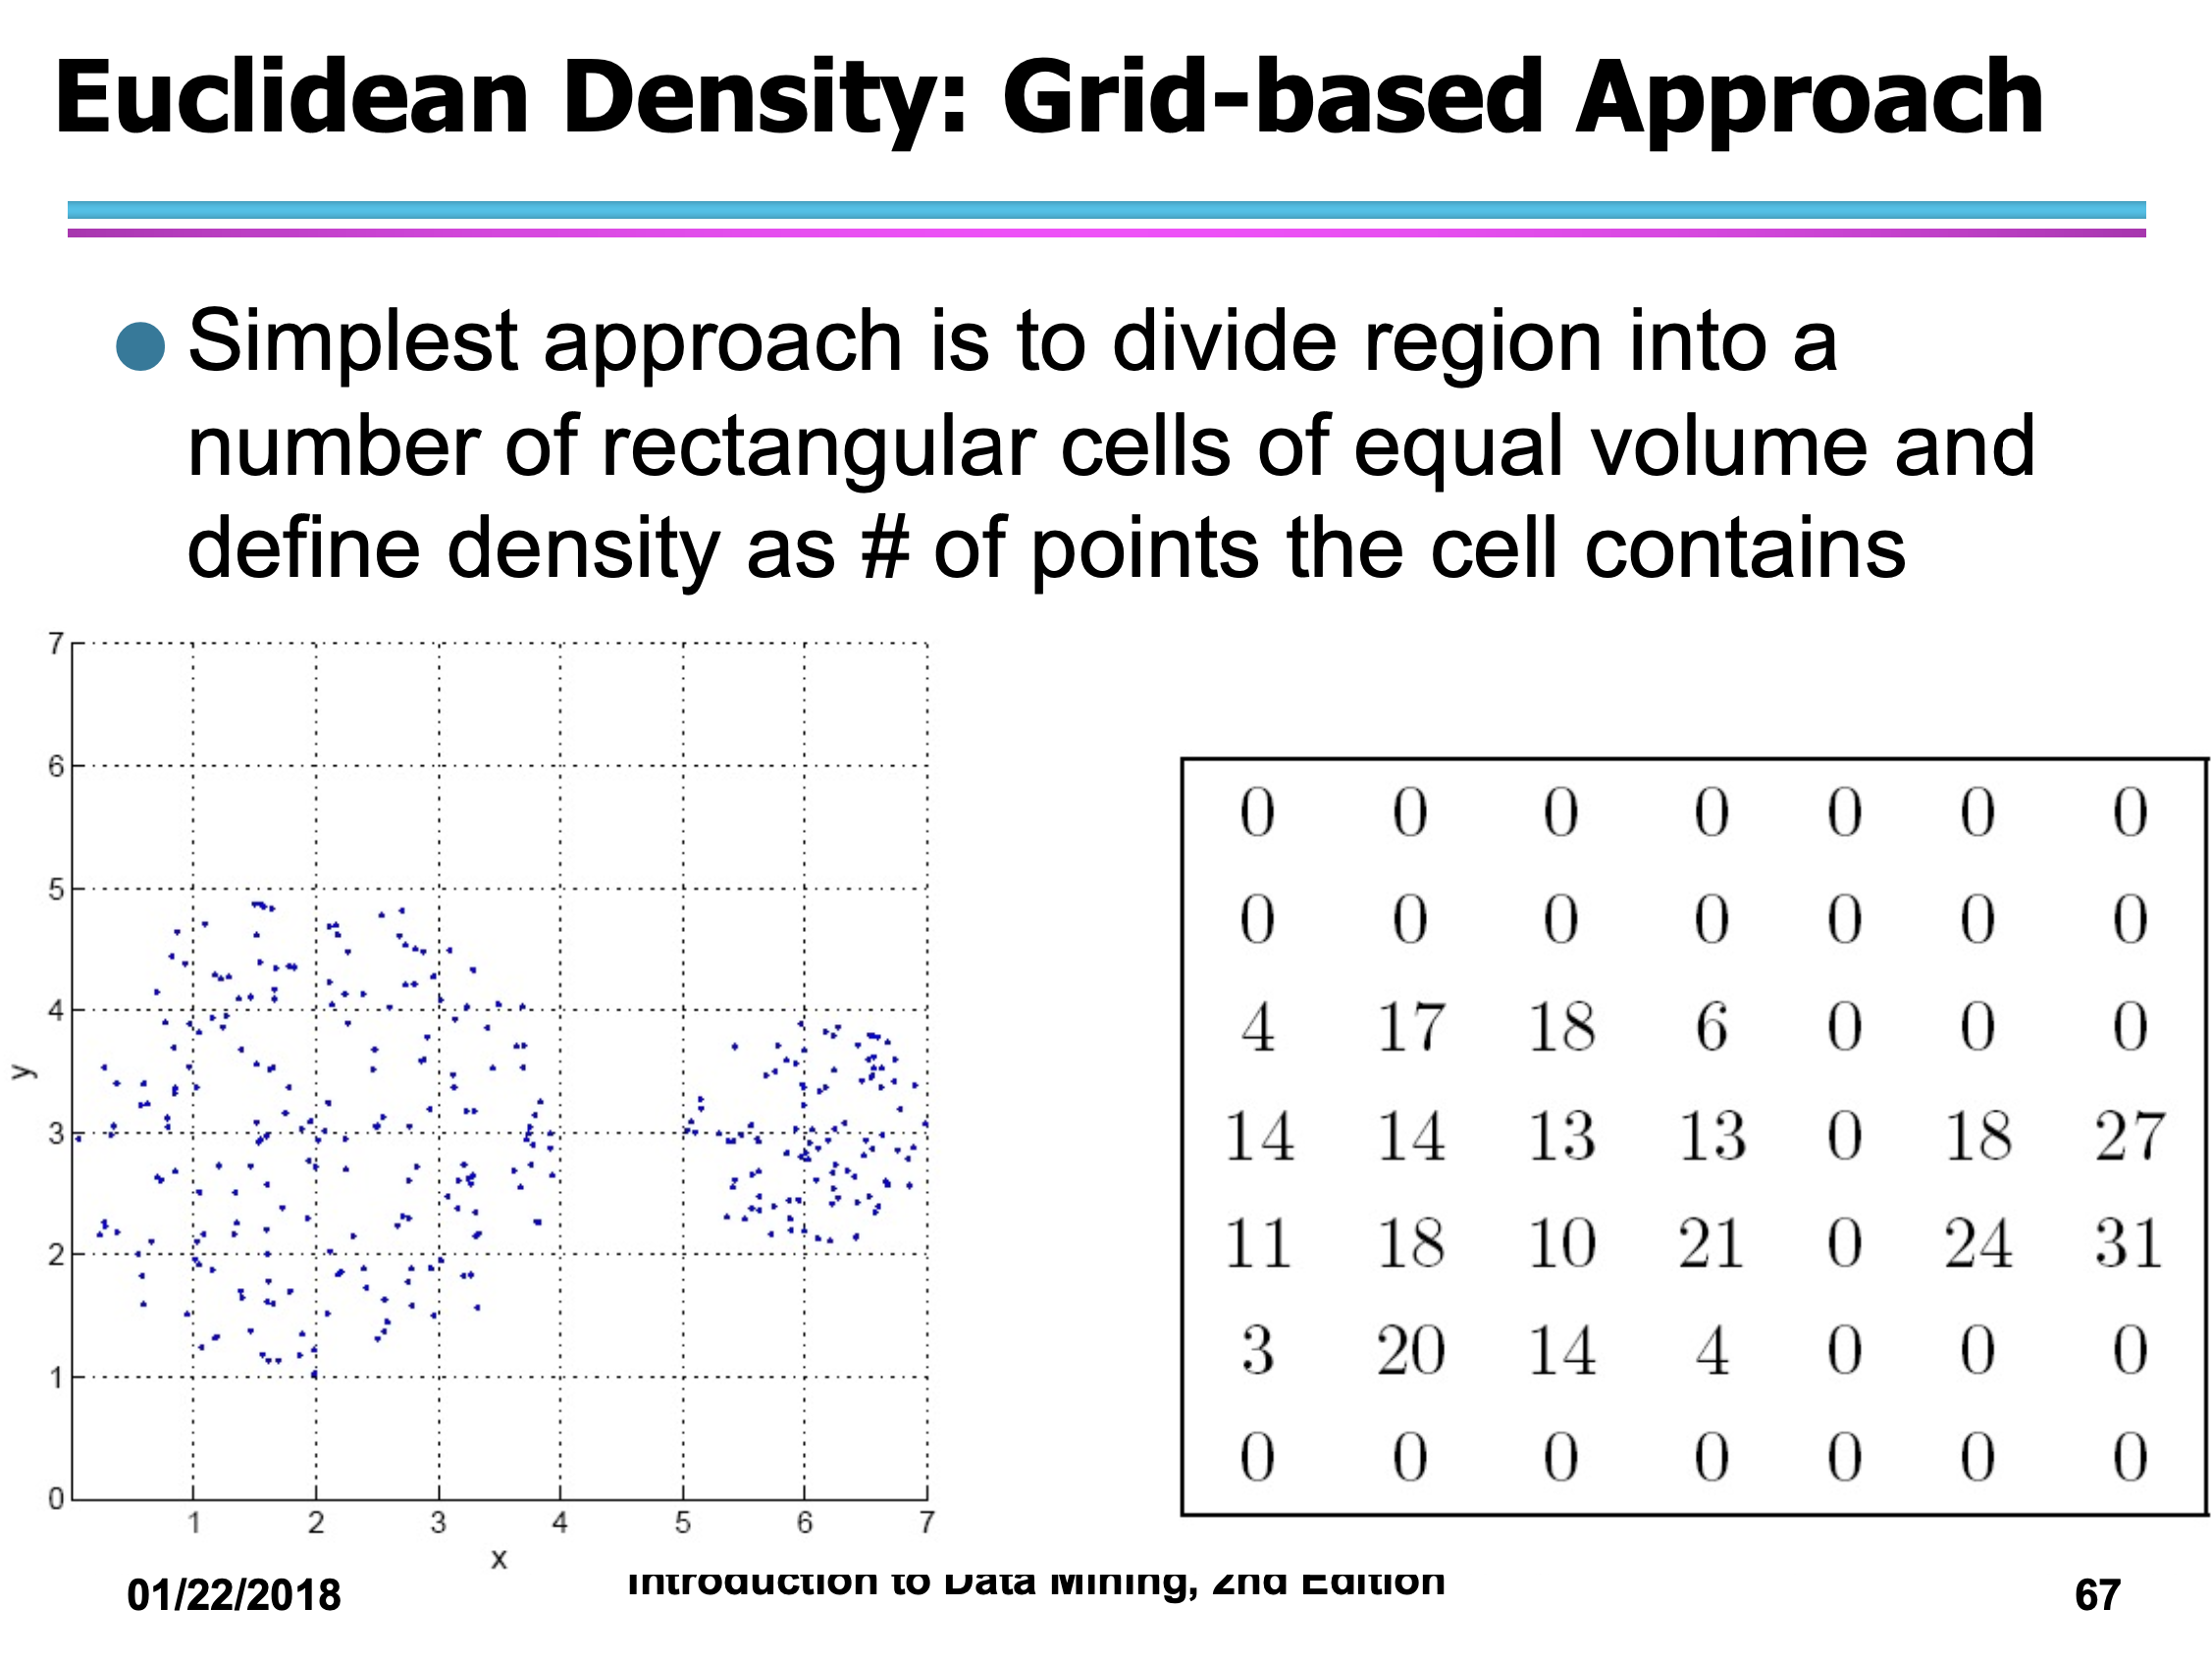 Euclidean Density: Grid-based Approach
Simplest approach is to divide region into a
number of rectangular cells of equal volume and
define density as # of points the cell contains
7
6
5
4
3
2
1
0
y
1 2 3 4 5 6 7
x
0 0 0 0 0 0 0
0 0 0 0 0 0 0
4 17 18 6 0 0 0
14 14 13 13 0 18 27
11 18 10 21 0 24 31
3 20 14 4 0 0 0
0 0 0 0 0 0 0
01/22/2018
Introduction to Data Mining, 2nd Edition
67